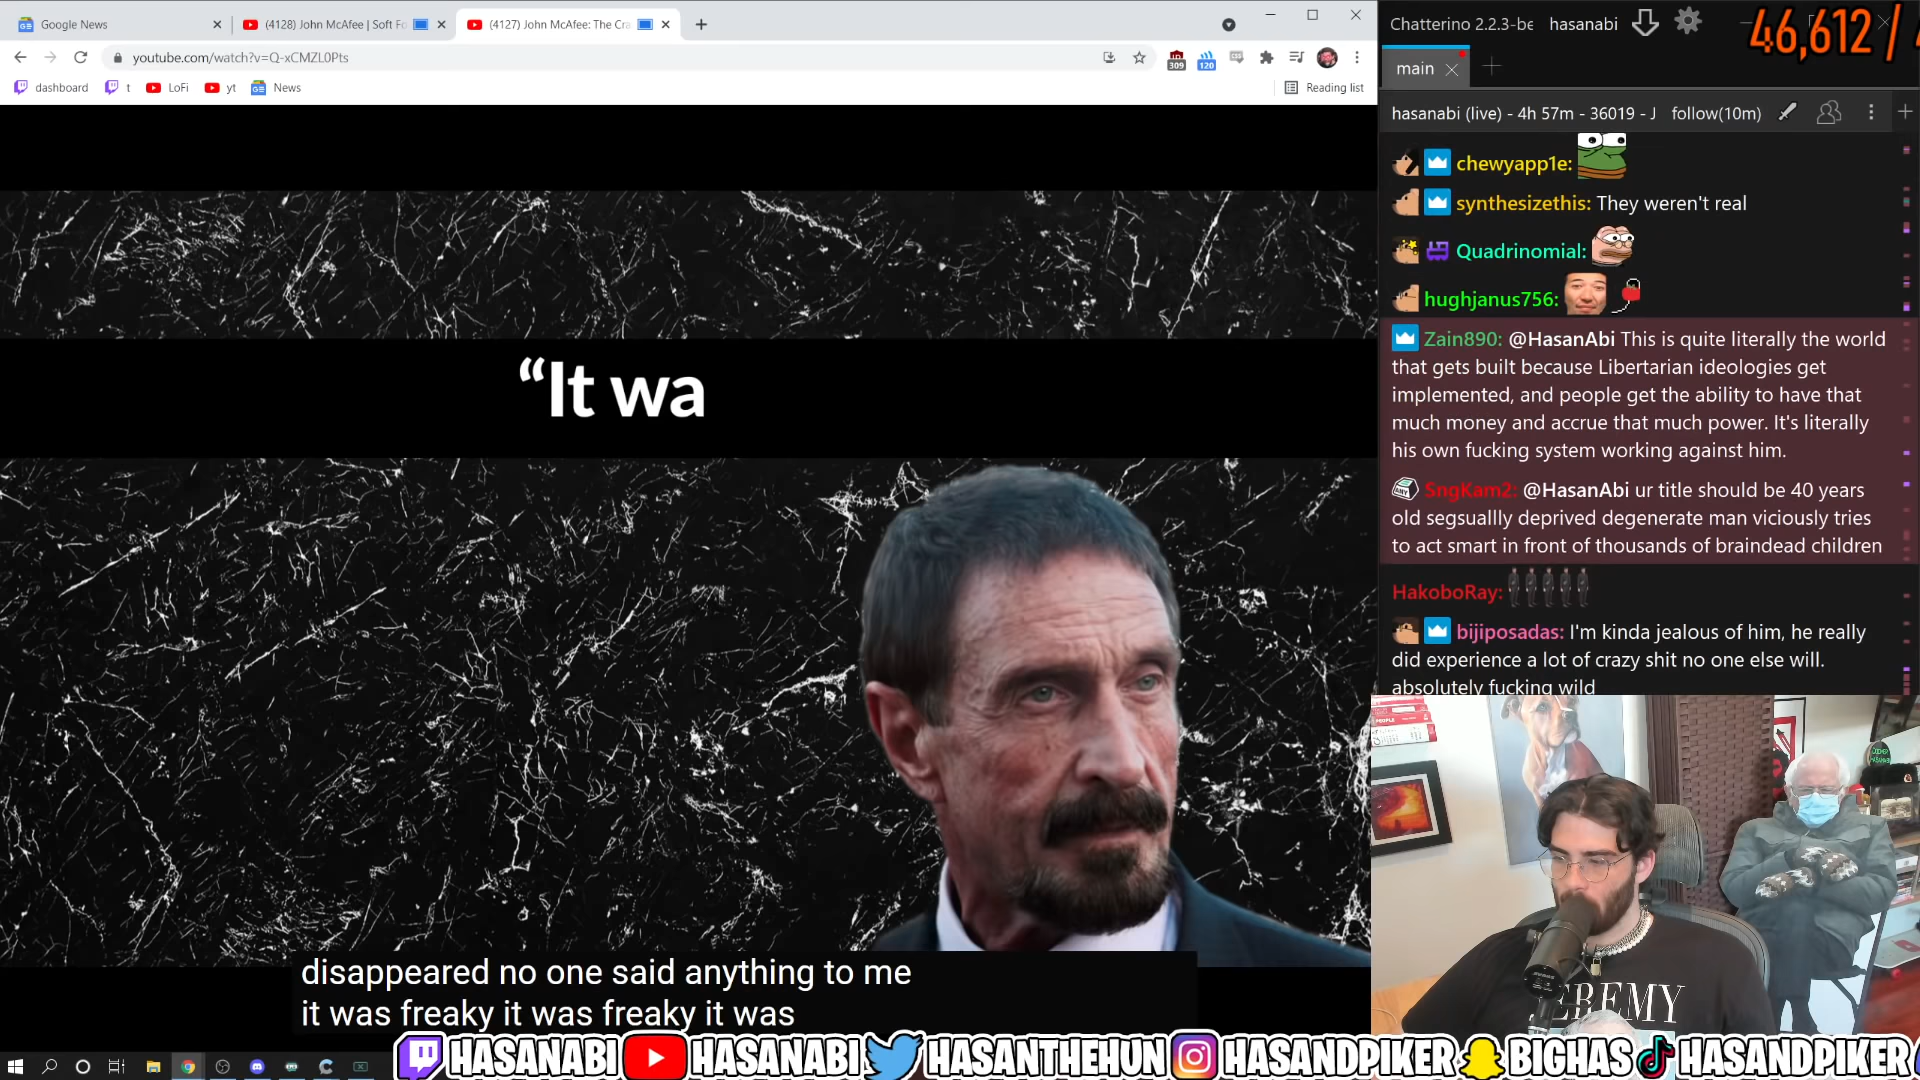 Google News
(4128) John McAfee | Soft Fo
(4127) John McAfee: The Cra
youtube.com/watch?v=Q-xCMZL0Pts
309
120
dashboard
t
LoFi
yt
News
Reading list
“It wa
disappeared no one said anything to me
it was freaky it was freaky it was
Chatterino 2.2.3-be
hasanabi
46,612 /
main
hasanabi (live) - 4h 57m - 36019 - J
follow(10m)
chewyapp1e:
synthesizethis: They weren't real
Quadrinomial:
hughjanus756:
Zain890: @HasanAbi This is quite literally the world
that gets built because Libertarian ideologies get
implemented, and people get the ability to have that
much money and accrue that much power. It's literally
his own fucking system working against him.
SngKam2: @HasanAbi ur title should be 40 years
old segsuallly deprived degenerate man viciously tries
to act smart in front of thousands of braindead children
HakoboRay:
bijiposadas: I'm kinda jealous of him, he really
did experience a lot of crazy shit no one else will.
absolutely fucking wild
JEREMY
HASANABI
HASANABI
HASANTHEHUN
HASANDPIKER
BIGHAS
HASANDPIKER